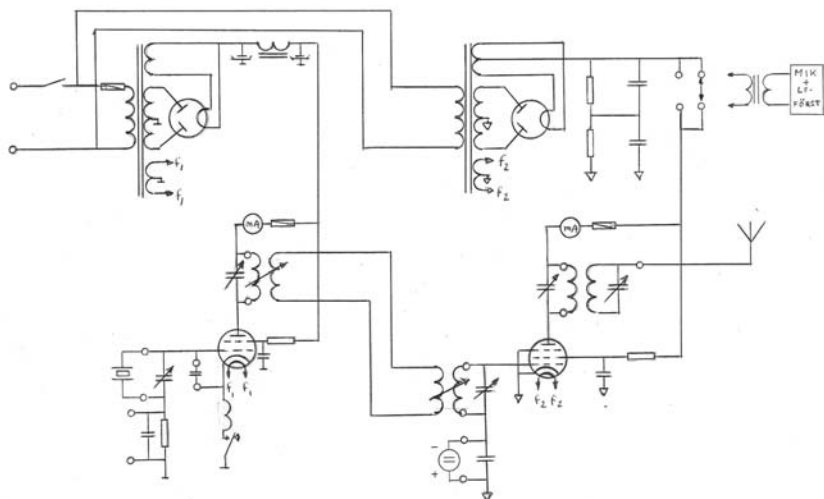 MIK
+
LF-
FÖRST
f₁
f₁
f₂
f₂
MA
MA
f₁ f₁
f₂ f₂
-
+